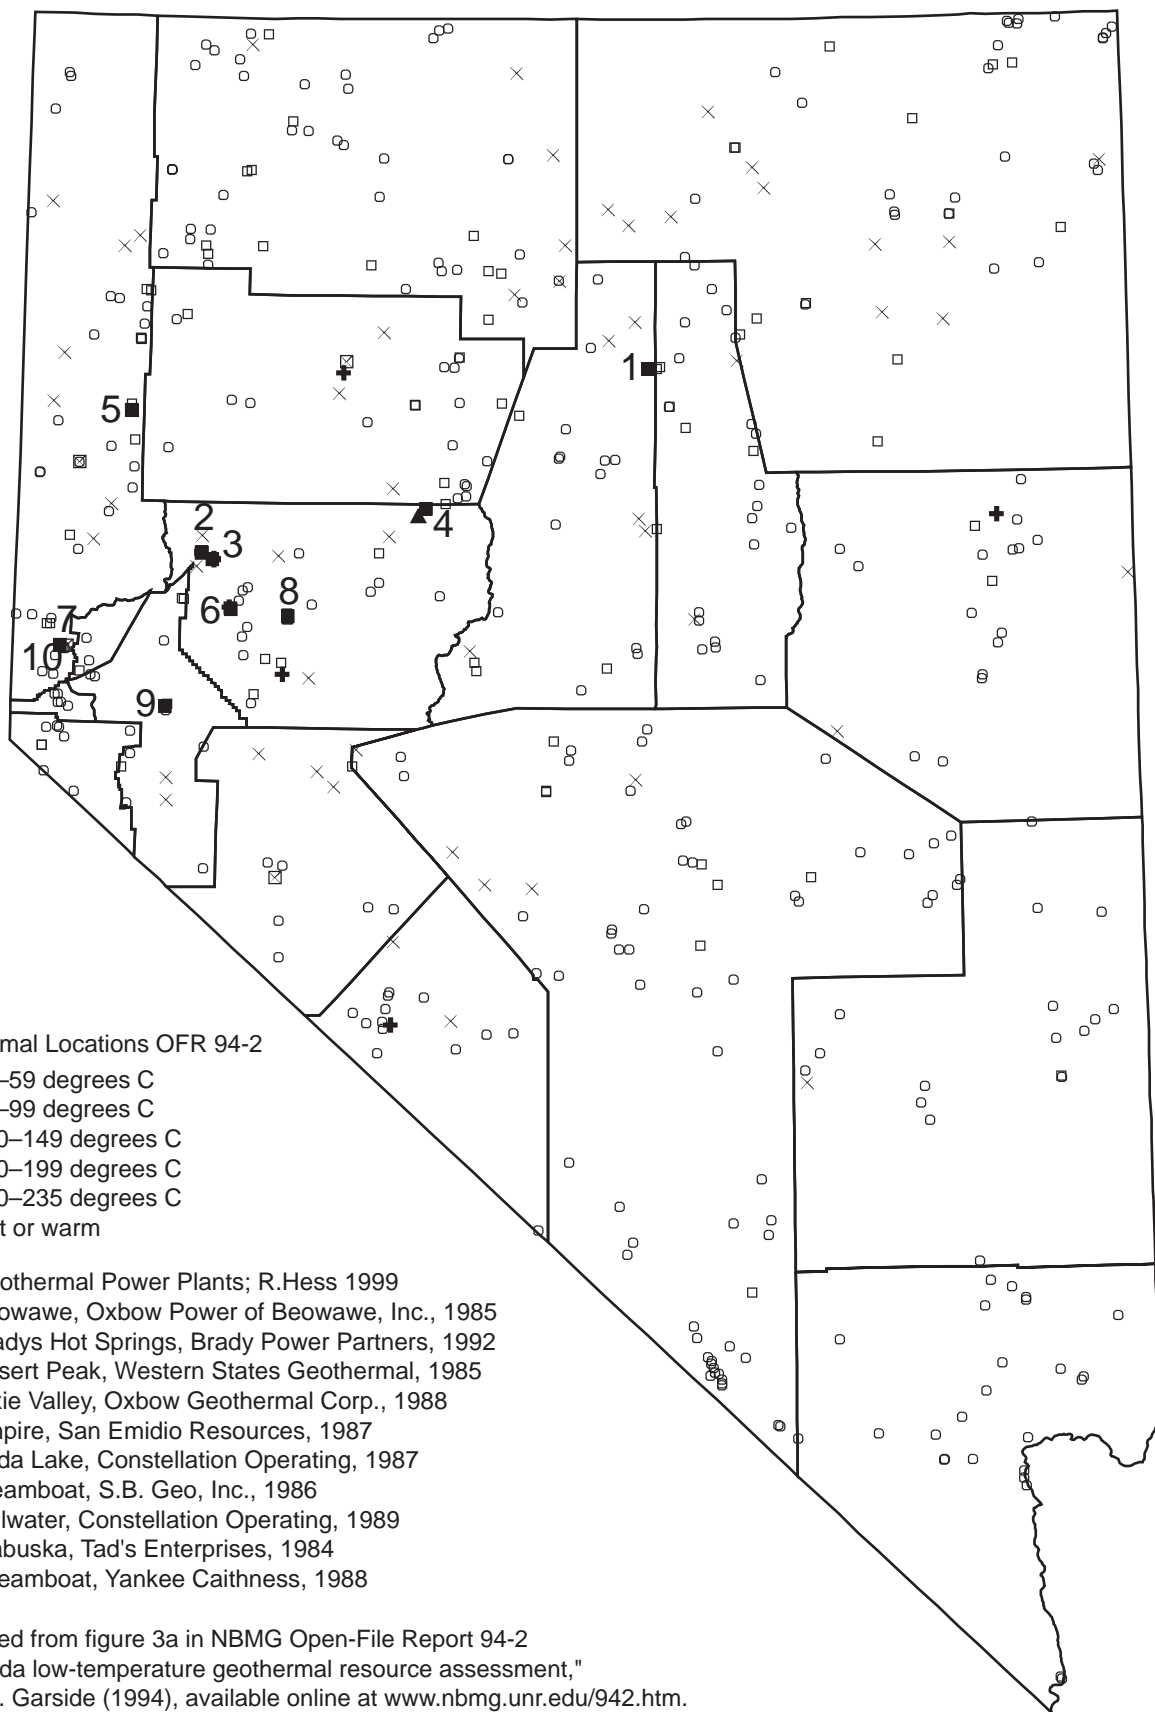 1
5
2
3
4
6
8
7
10
9
mal Locations OFR 94-2
–59 degrees C
–99 degrees C
0–149 degrees C
0–199 degrees C
0–235 degrees C
t or warm
othermal Power Plants; R.Hess 1999
owawe, Oxbow Power of Beowawe, Inc., 1985
adys Hot Springs, Brady Power Partners, 1992
sert Peak, Western States Geothermal, 1985
xie Valley, Oxbow Geothermal Corp., 1988
npire, San Emidio Resources, 1987
da Lake, Constellation Operating, 1987
eamboat, S.B. Geo, Inc., 1986
llwater, Constellation Operating, 1989
abuska, Tad's Enterprises, 1984
eamboat, Yankee Caithness, 1988
ed from figure 3a in NBMG Open-File Report 94-2
da low-temperature geothermal resource assessment,"
. Garside (1994), available online at www.nbmg.unr.edu/942.htm.